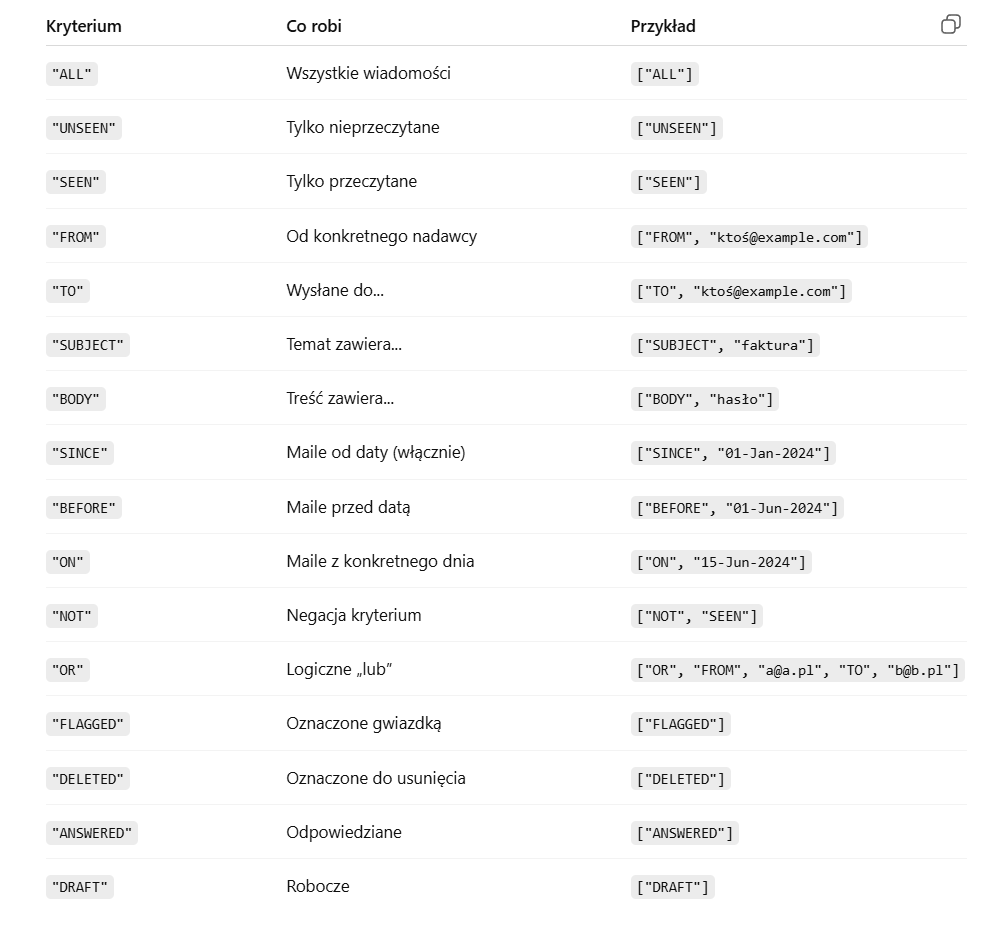 Kryterium Co robi Przykład
"ALL" Wszystkie wiadomości ["ALL"]
"UNSEEN" Tylko nieprzeczytane ["UNSEEN"]
"SEEN" Tylko przeczytane ["SEEN"]
"FROM" Od konkretnego nadawcy ["FROM", "ktoś@example.com"]
"TO" Wysłane do... ["TO", "ktoś@example.com"]
"SUBJECT" Temat zawiera... ["SUBJECT", "faktura"]
"BODY" Treść zawiera... ["BODY", "hasło"]
"SINCE" Maile od daty (włącznie) ["SINCE", "01-Jan-2024"]
"BEFORE" Maile przed datą ["BEFORE", "01-Jun-2024"]
"ON" Maile z konkretnego dnia ["ON", "15-Jun-2024"]
"NOT" Negacja kryterium ["NOT", "SEEN"]
"OR" Logiczne „lub” ["OR", "FROM", "a@a.pl", "TO", "b@b.pl"]
"FLAGGED" Oznaczone gwiazdką ["FLAGGED"]
"DELETED" Oznaczone do usunięcia ["DELETED"]
"ANSWERED" Odpowiedziane ["ANSWERED"]
"DRAFT" Robocze ["DRAFT"]